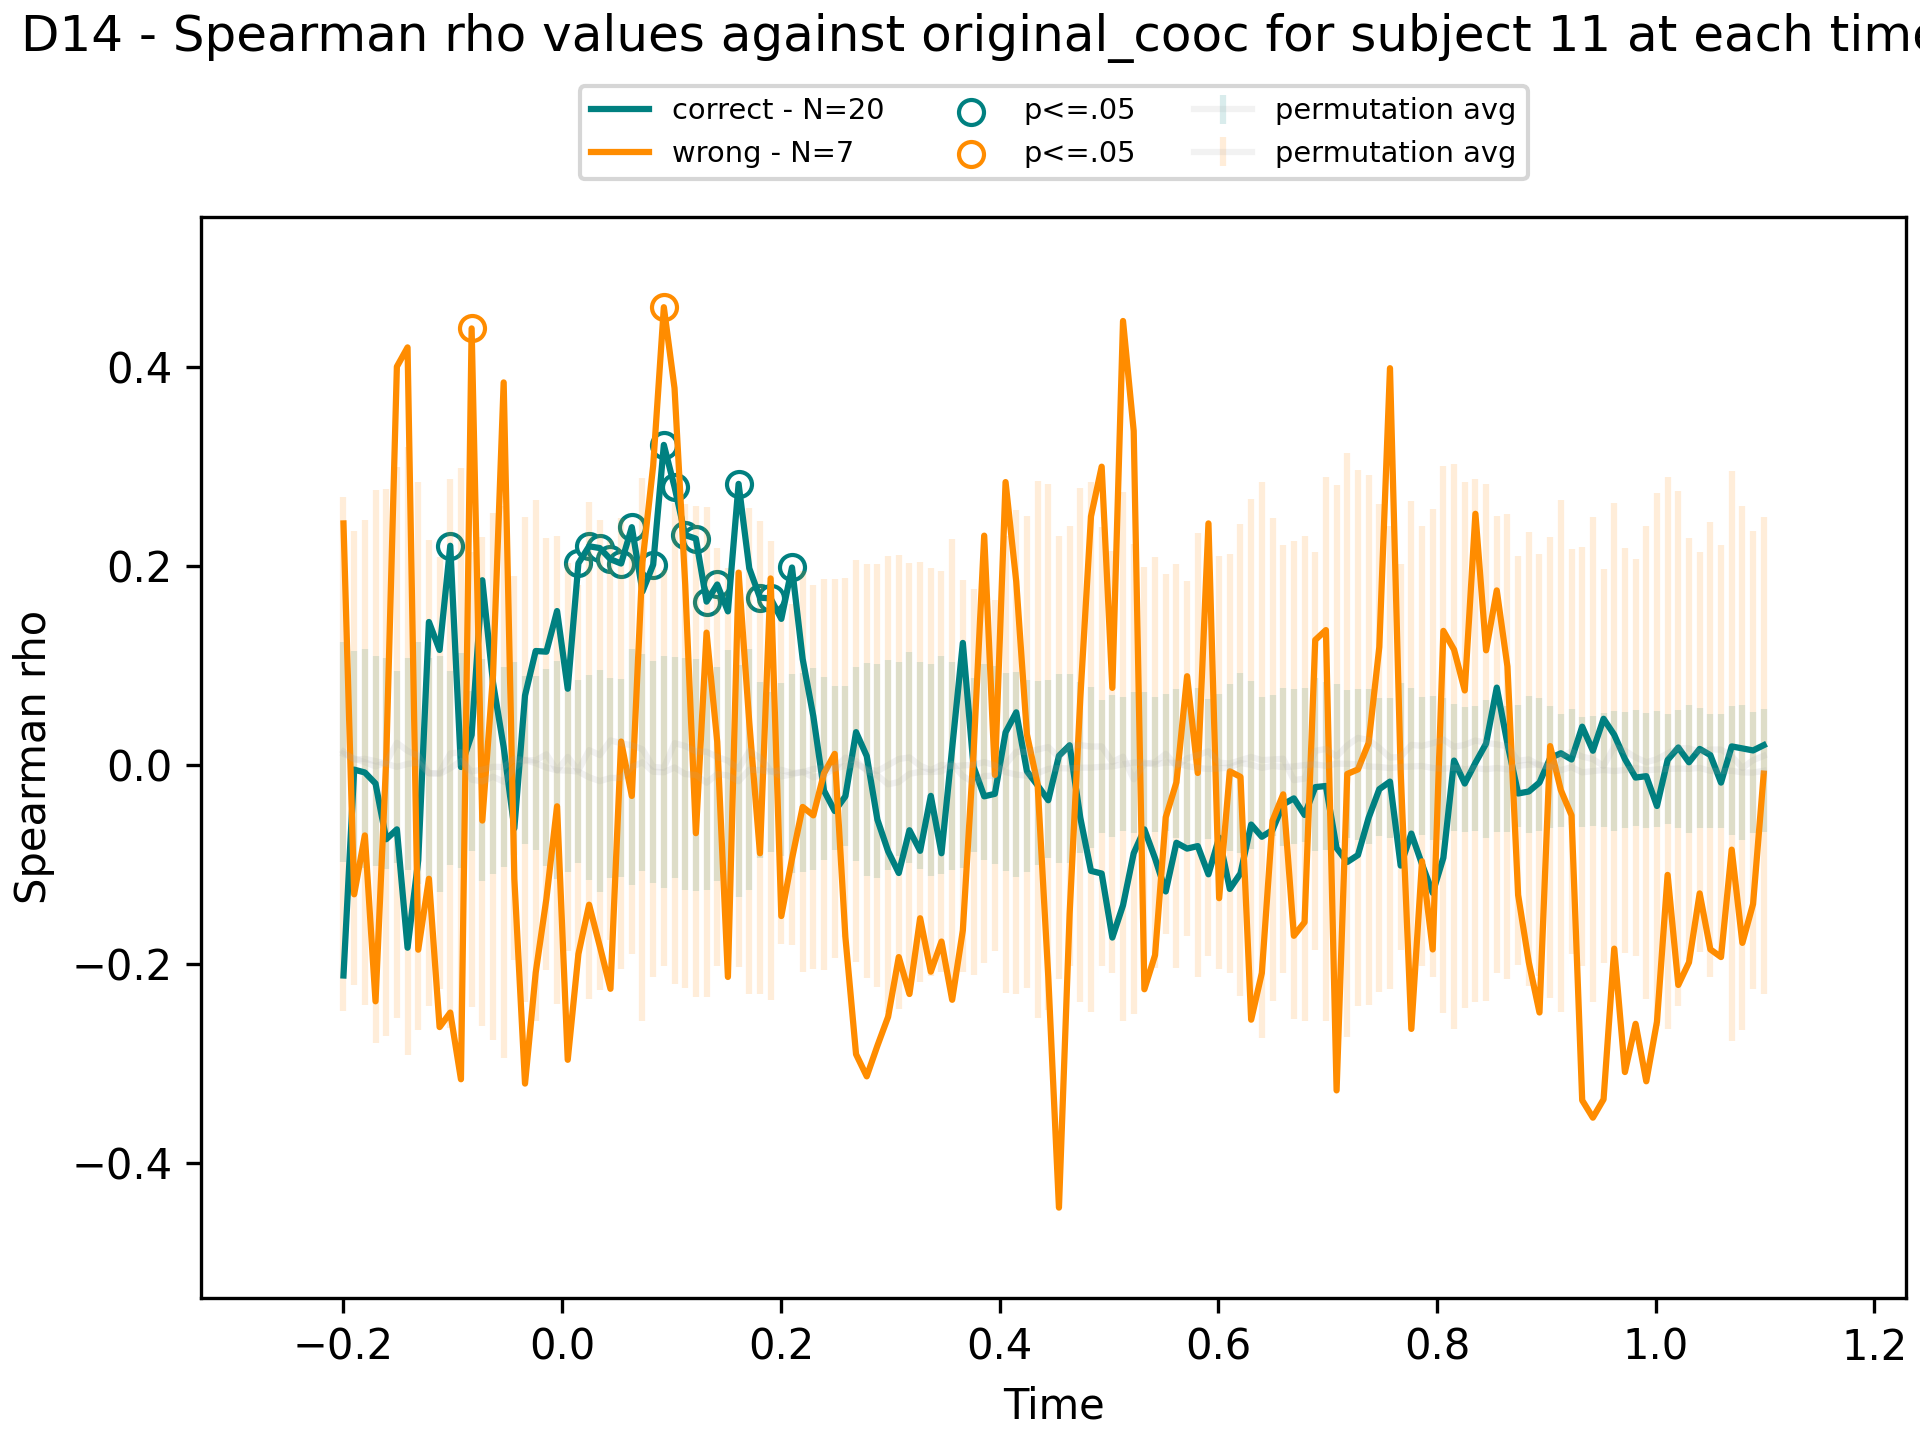 D14 - Spearman rho values against original_cooc for subject 11 at each time
correct - N=20
wrong - N=7
p<=.05
p<=.05
permutation avg
permutation avg
Spearman rho
0.4
0.2
0.0
−0.2
−0.4
−0.2 0.0 0.2 0.4 0.6 0.8 1.0 1.2
Time